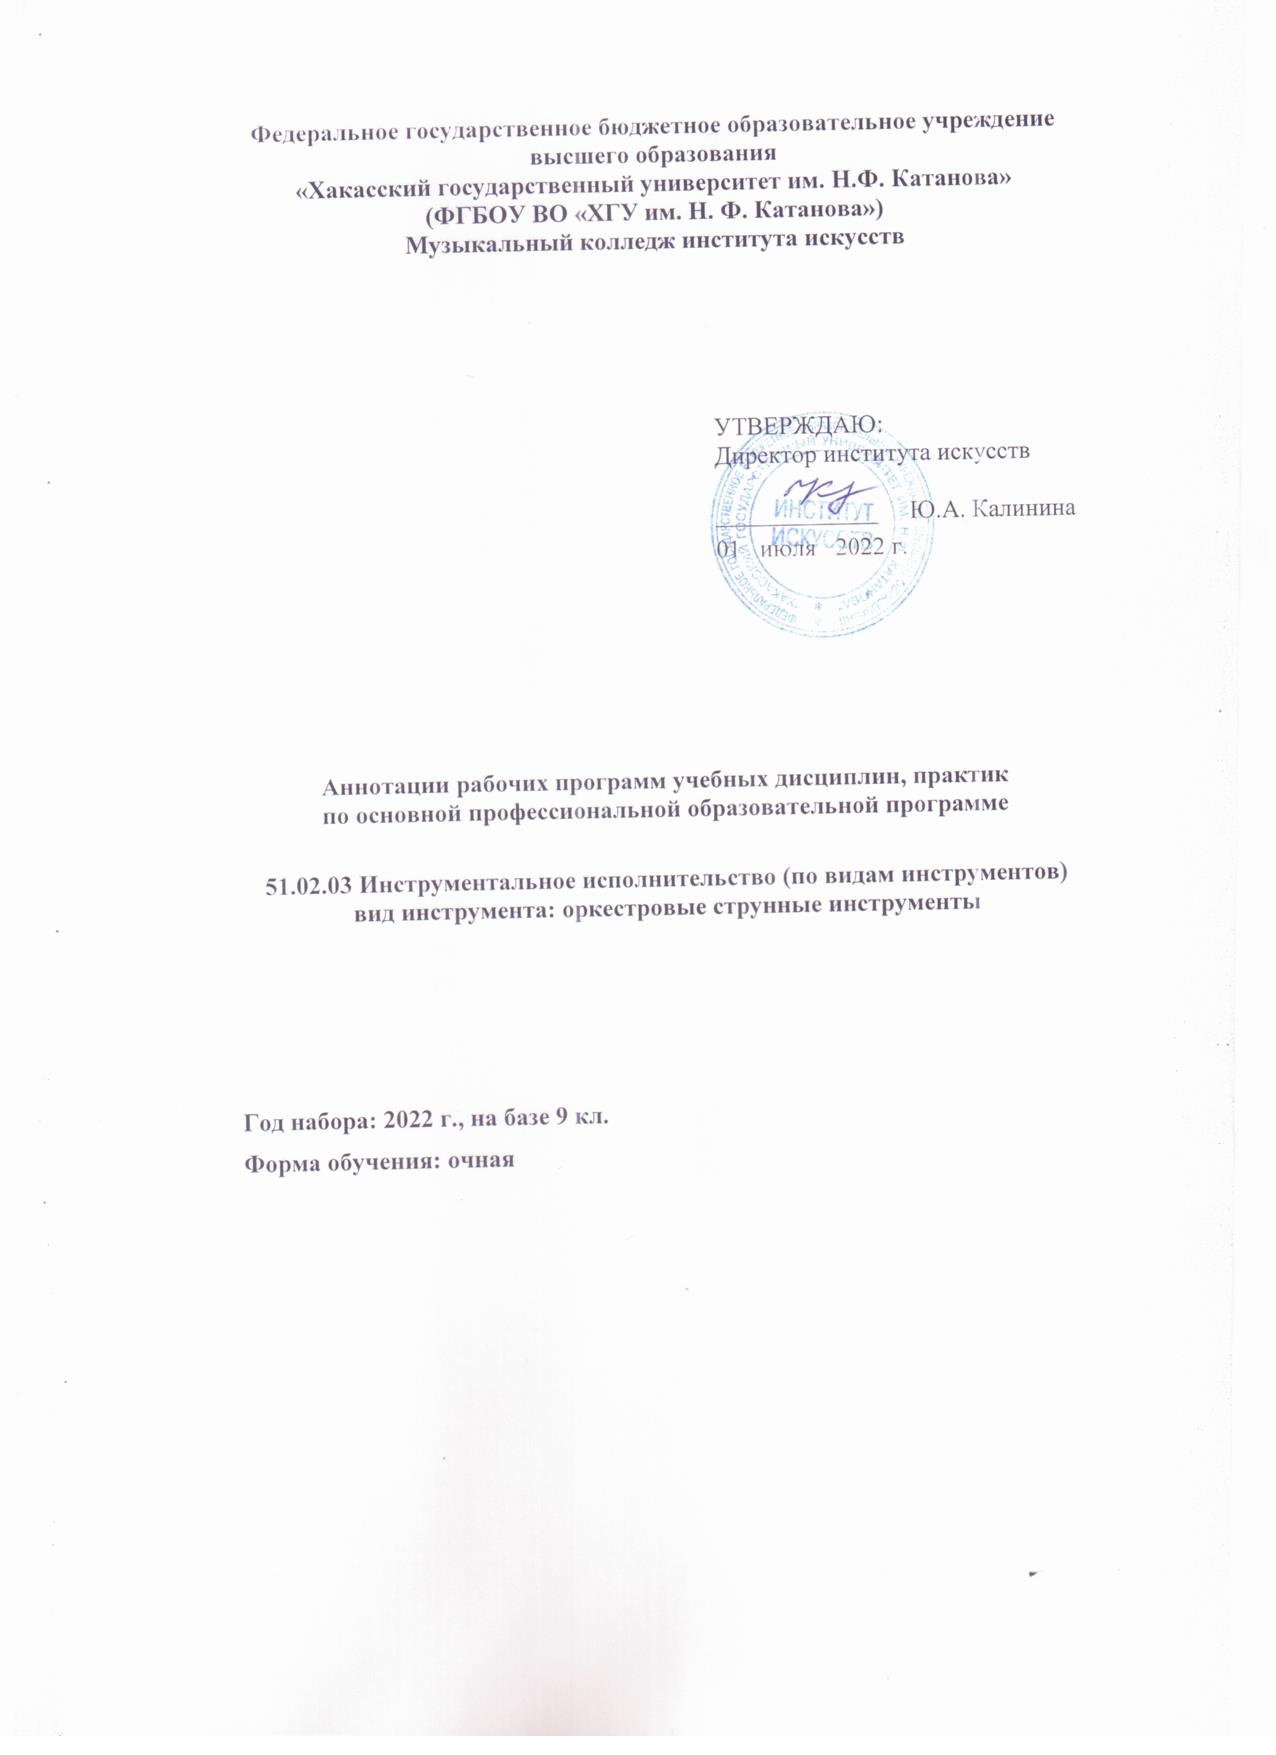 Федеральное государственное бюджетное образовательное учреждение
высшего образования
«Хакасский государственный университет им. Н.Ф. Катанова»
(ФГБОУ ВО «ХГУ им. Н. Ф. Катанова»)
Музыкальный колледж института искусств
УТВЕРЖДАЮ:
Директор института искусств
Ю.А. Калинина
ИНСТИТУТ
ИСКУССТВ
01 июля 2022 г.
Аннотации рабочих программ учебных дисциплин, практик
по основной профессиональной образовательной программе
51.02.03 Инструментальное исполнительство (по видам инструментов)
вид инструмента: оркестровые струнные инструменты
Год набора: 2022 г., на базе 9 кл.
Форма обучения: очная